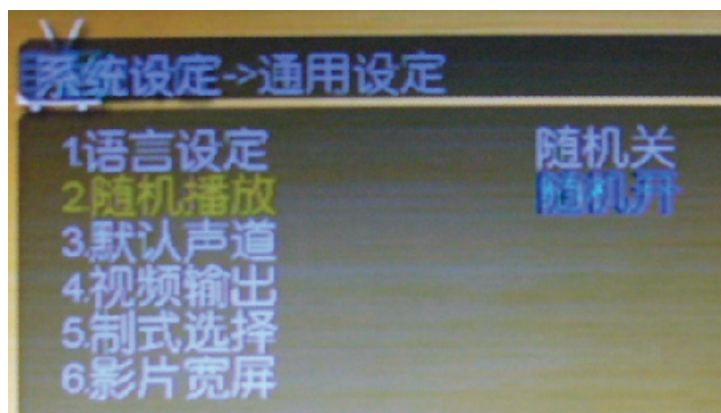 系统设定->通用设定
1.语言设定 随机关
2.随机播放 随机开
3.默认声道
4.视频输出
5.制式选择
6.影片宽屏